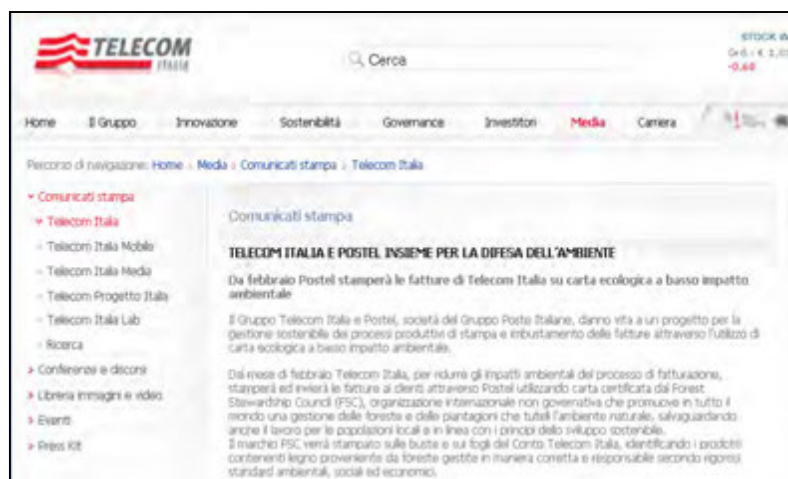 TELECOM
ITALIA
Cerca
STOCK
-0,60
Home Il Gruppo Innovazione Sostenibilità Governance Investitori Media Carriera
Percorso di navigazione: Home › Media › Comunicati stampa › Telecom Italia
Comunicati stampa
Telecom Italia
Telecom Italia Mobile
Telecom Italia Media
Telecom Progetto Italia
Telecom Italia Lab
Ricerca
Conferenze e discorsi
Libreria immagini e video
Eventi
Press Kit
Comunicati stampa
TELECOM ITALIA E POSTEL INSIEME PER LA DIFESA DELL'AMBIENTE
Da febbraio Postel stamperà le fatture di Telecom Italia su carta ecologica a basso impatto
ambientale
Il Gruppo Telecom Italia e Postel, società del Gruppo Poste Italiane, danno vita a un progetto per la
gestione sostenibile dei processi produttivi di stampa e imbustamento delle fatture attraverso l'utilizzo di
carta ecologica a basso impatto ambientale.
Dal mese di febbraio Telecom Italia, per ridurre gli impatti ambientali del processo di fatturazione,
stamperà ed invierà le fatture ai clienti attraverso Postel utilizzando carta certificata dal Forest
Stewardship Council (FSC), organizzazione internazionale non governativa che promuove in tutto il
mondo una gestione delle foreste e delle piantagioni che tuteli l'ambiente naturale, salvaguardando
anche il lavoro per le popolazioni locali e in linea con i principi dello sviluppo sostenibile.
Il marchio FSC verrà stampato sulle buste e sui fogli del Conto Telecom Italia, identificando i prodotti
contenenti legno proveniente da foreste gestite in maniera corretta e responsabile secondo rigorosi
standard ambientali, sociali ed economici.